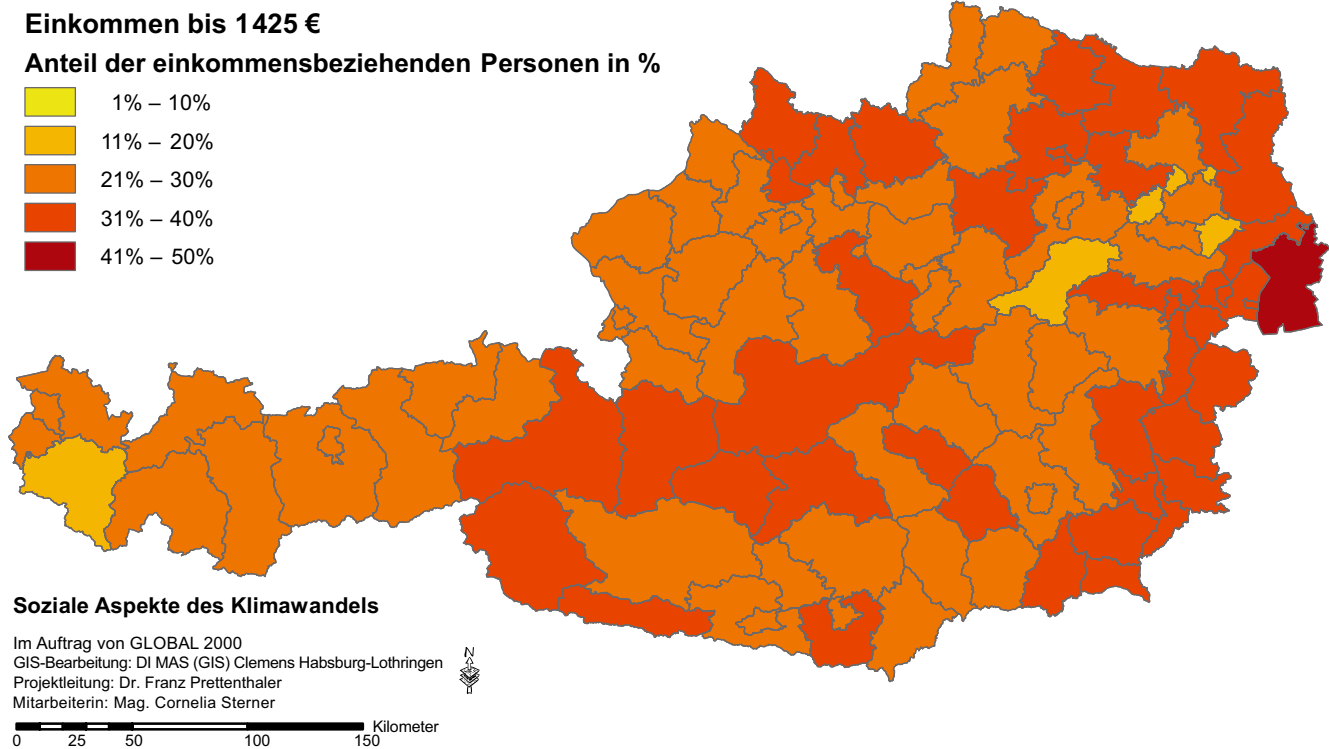 Einkommen bis 1425 €
Anteil der einkommensbeziehenden Personen in %
1% – 10%
11% – 20%
21% – 30%
31% – 40%
41% – 50%
Soziale Aspekte des Klimawandels
Im Auftrag von GLOBAL 2000
GIS-Bearbeitung: DI MAS (GIS) Clemens Habsburg-Lothringen
Projektleitung: Dr. Franz Prettenthaler
Mitarbeiterin: Mag. Cornelia Sterner
N
Kilometer
0 25 50 100 150